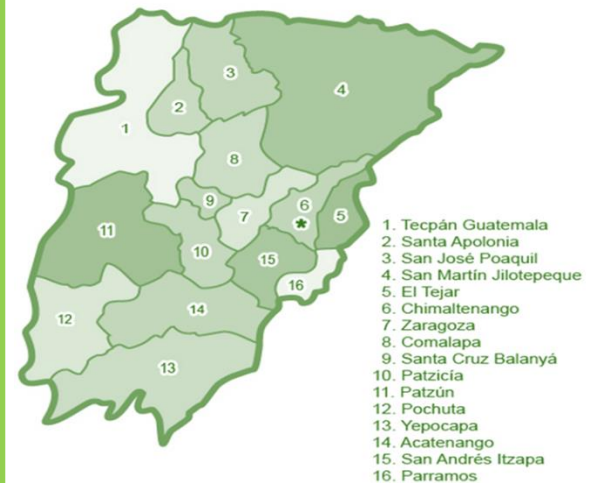 3
4
2
1
8
9
6
7
5
*
11
10
15
16
14
12
13
1. Tecpán Guatemala
2. Santa Apolonia
3. San José Poaquil
4. San Martín Jilotepeque
5. El Tejar
6. Chimaltenango
7. Zaragoza
8. Comalapa
9. Santa Cruz Balanyá
10. Patzicía
11. Patzún
12. Pochuta
13. Yepocapa
14. Acatenango
15. San Andrés Itzapa
16. Parramos